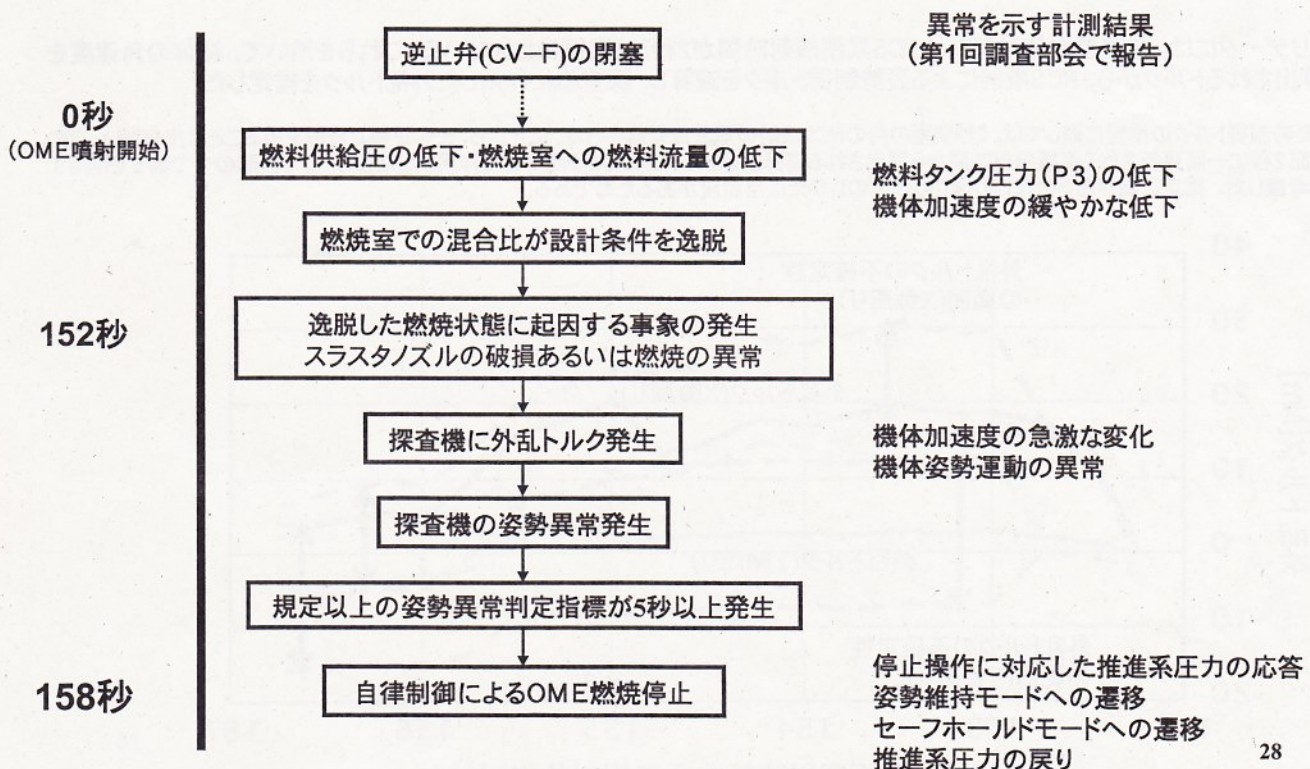 逆止弁(CV-F)の閉塞
異常を示す計測結果
(第1回調査部会で報告)
0秒
(OME噴射開始)
燃料供給圧の低下・燃焼室への燃料流量の低下
燃料タンク圧力(P3)の低下
機体加速度の緩やかな低下
燃焼室での混合比が設計条件を逸脱
152秒
逸脱した燃焼状態に起因する事象の発生
スラスタノズルの破損あるいは燃焼の異常
探査機に外乱トルク発生
機体加速度の急激な変化
機体姿勢運動の異常
探査機の姿勢異常発生
規定以上の姿勢異常判定指標が5秒以上発生
158秒
自律制御によるOME燃焼停止
停止操作に対応した推進系圧力の応答
姿勢維持モードへの遷移
セーフホールドモードへの遷移
推進系圧力の戻り
28